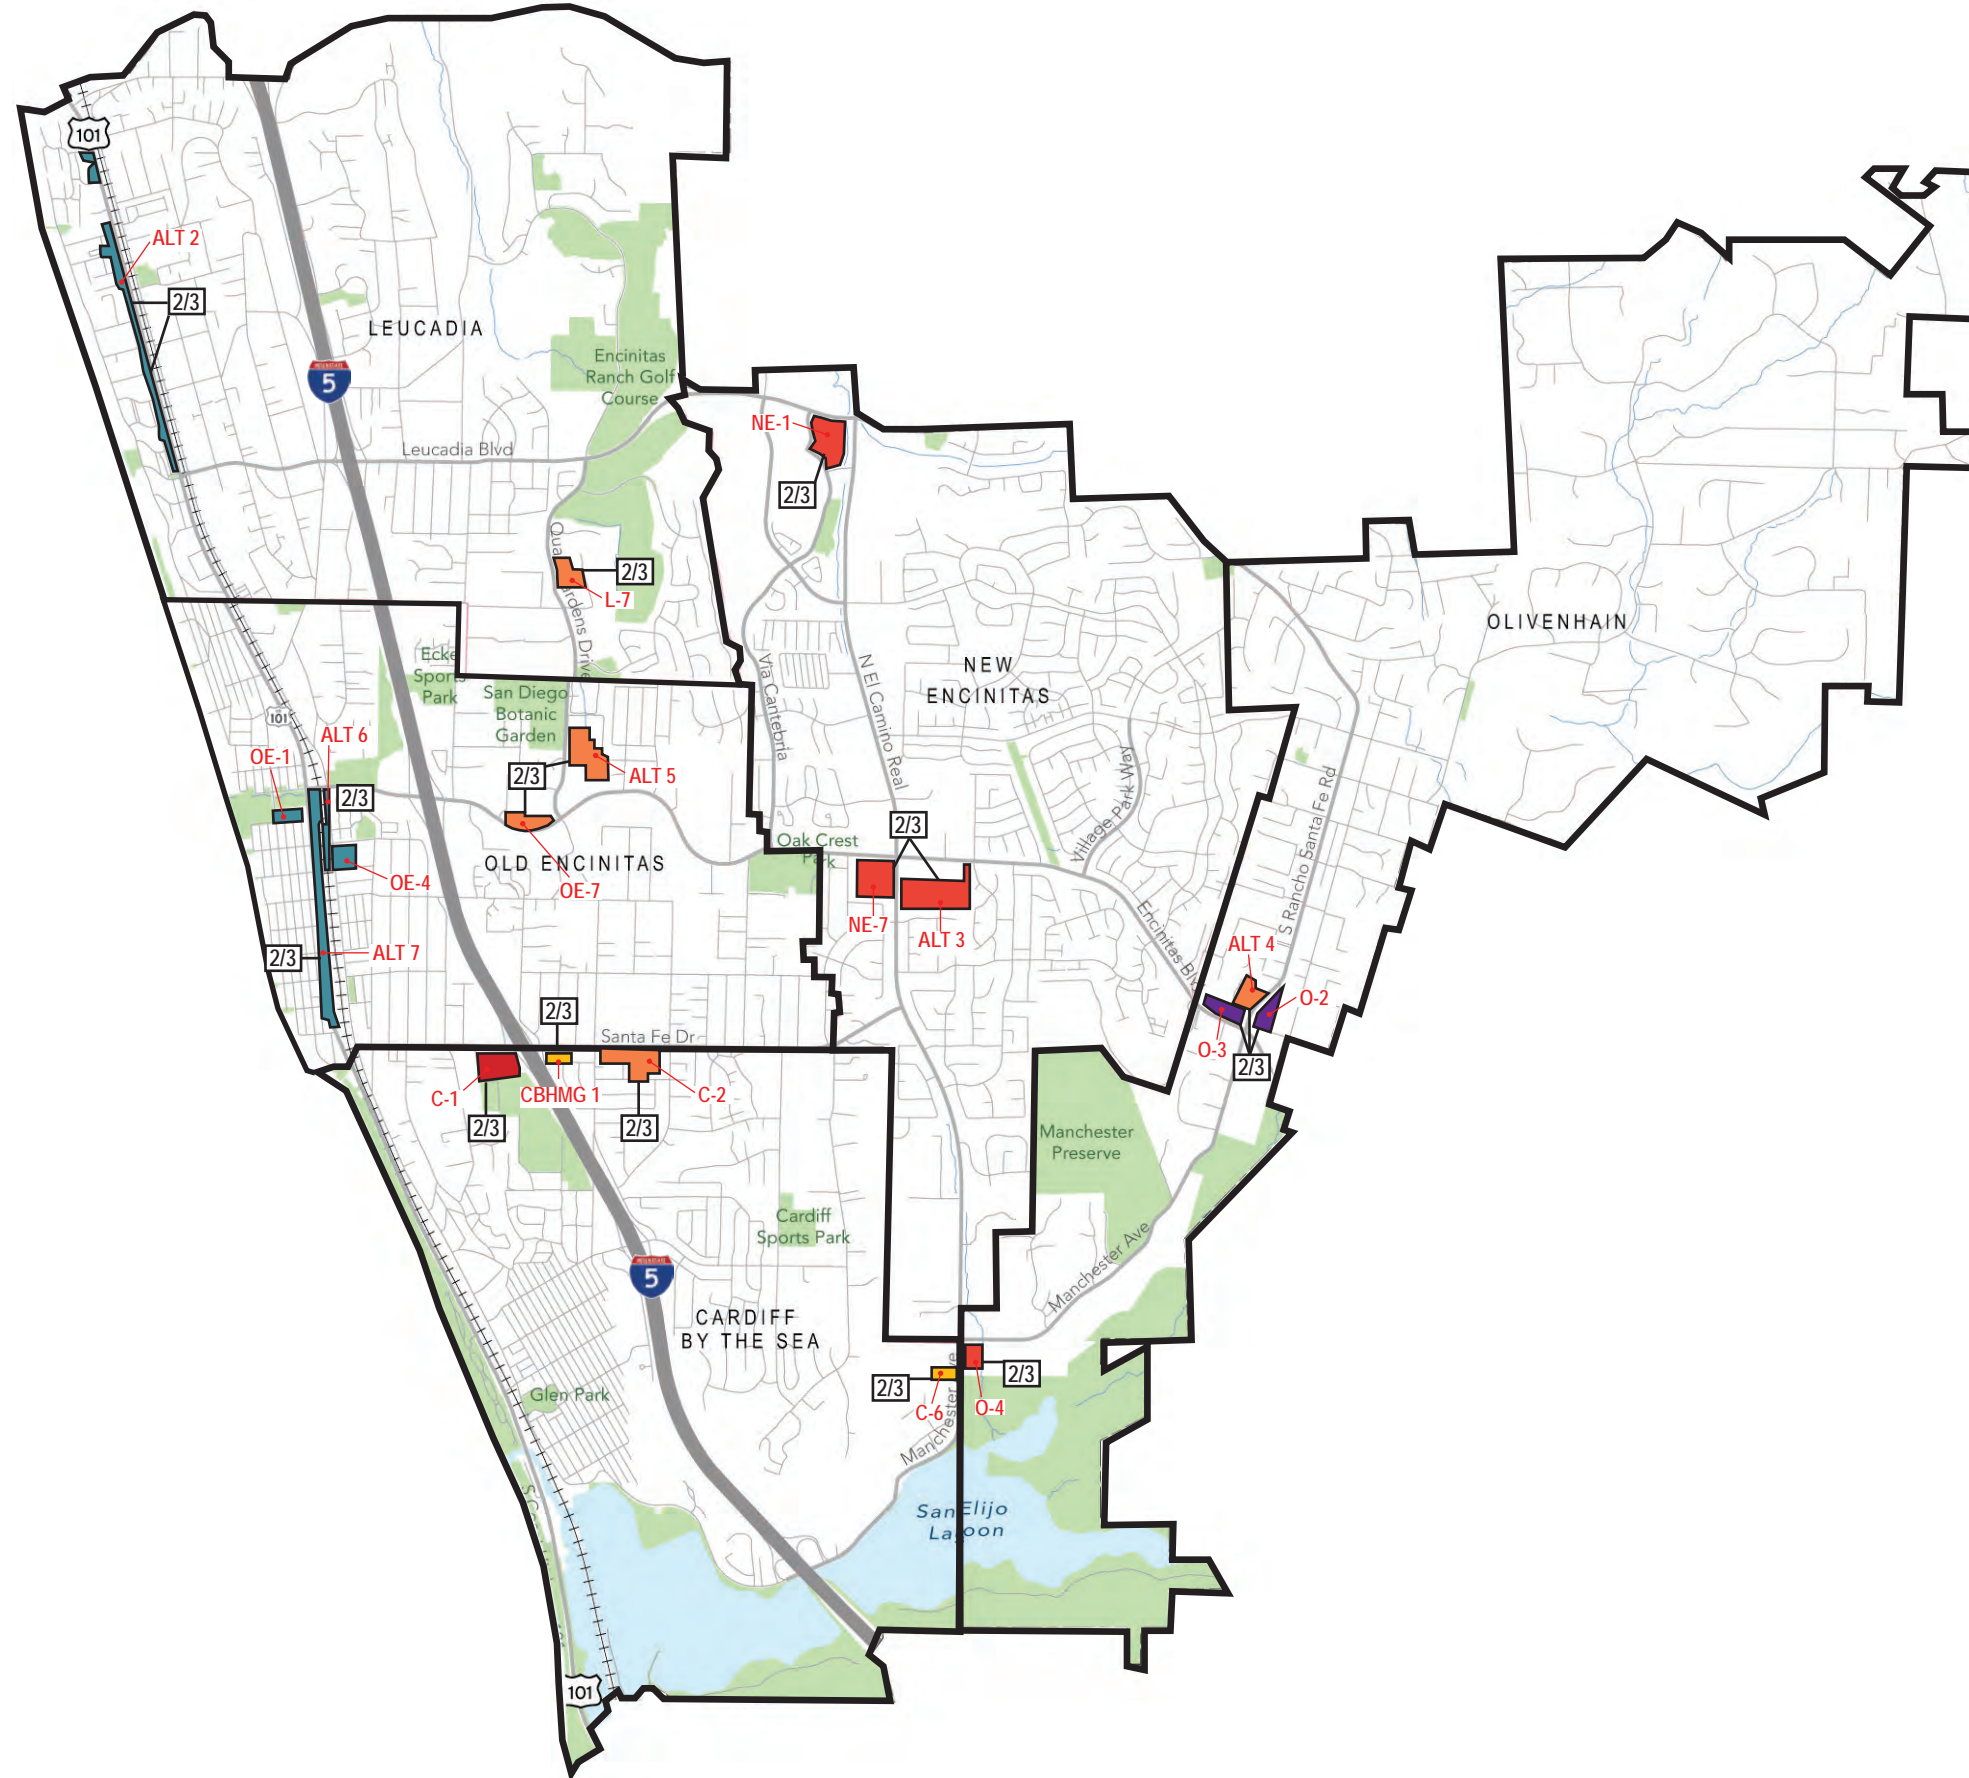 101
ALT 2
2/3
LEUCADIA
INTERSTATE
5
Encinitas
Ranch Golf
Course
NE-1
Leucadia Blvd
2/3
2/3
L-7
OLIVENHAIN
Ecke
Sports
Park
San Diego
Botanic
Garden
Via Cantebria
N El Camino Real
NEW
ENCINITAS
101
ALT 6
OE-1
2/3
2/3
ALT 5
Village Park Way
S Rancho Santa Fe Rd
2/3
Oak Crest
Park
OLD ENCINITAS
OE-4
OE-7
NE-7
ALT 3
Encinitas Blvd
2/3
ALT 7
ALT 4
O-2
O-3
2/3
2/3
Santa Fe Dr
C-1
CBHMG 1
C-2
2/3
2/3
Manchester
Preserve
Cardiff
Sports Park
Manchester Ave
INTERSTATE
5
CARDIFF
BY THE SEA
2/3
2/3
C-6
O-4
Glen Park
Manchester
San Elijo
Lagoon
101